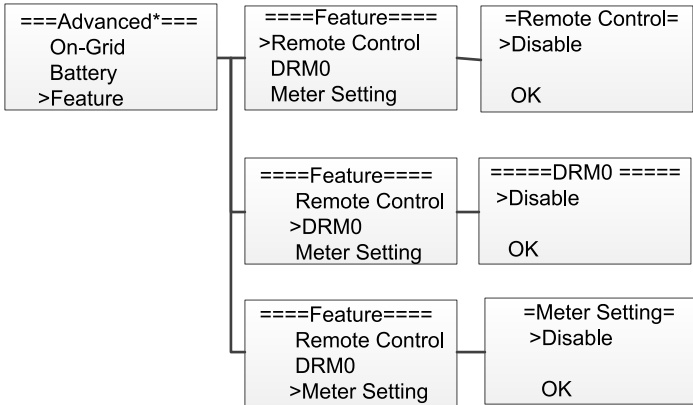 ===Advanced*===
On-Grid
Battery
>Feature
====Feature====
>Remote Control
DRM0
Meter Setting
=Remote Control=
>Disable
OK
====Feature====
Remote Control
>DRM0
Meter Setting
=====DRM0 =====
>Disable
OK
====Feature====
Remote Control
DRM0
>Meter Setting
=Meter Setting=
>Disable
OK